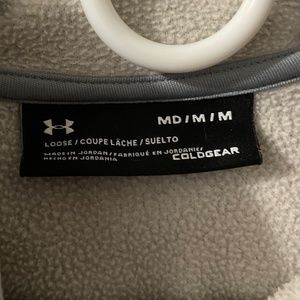 MD/M/M
LOOSE / COUPE LÂCHE / SUELTO
MADE IN JORDAN / FABRIQUÉ EN JORDANIE /
HECHO EN JORDANIA
COLDGEAR